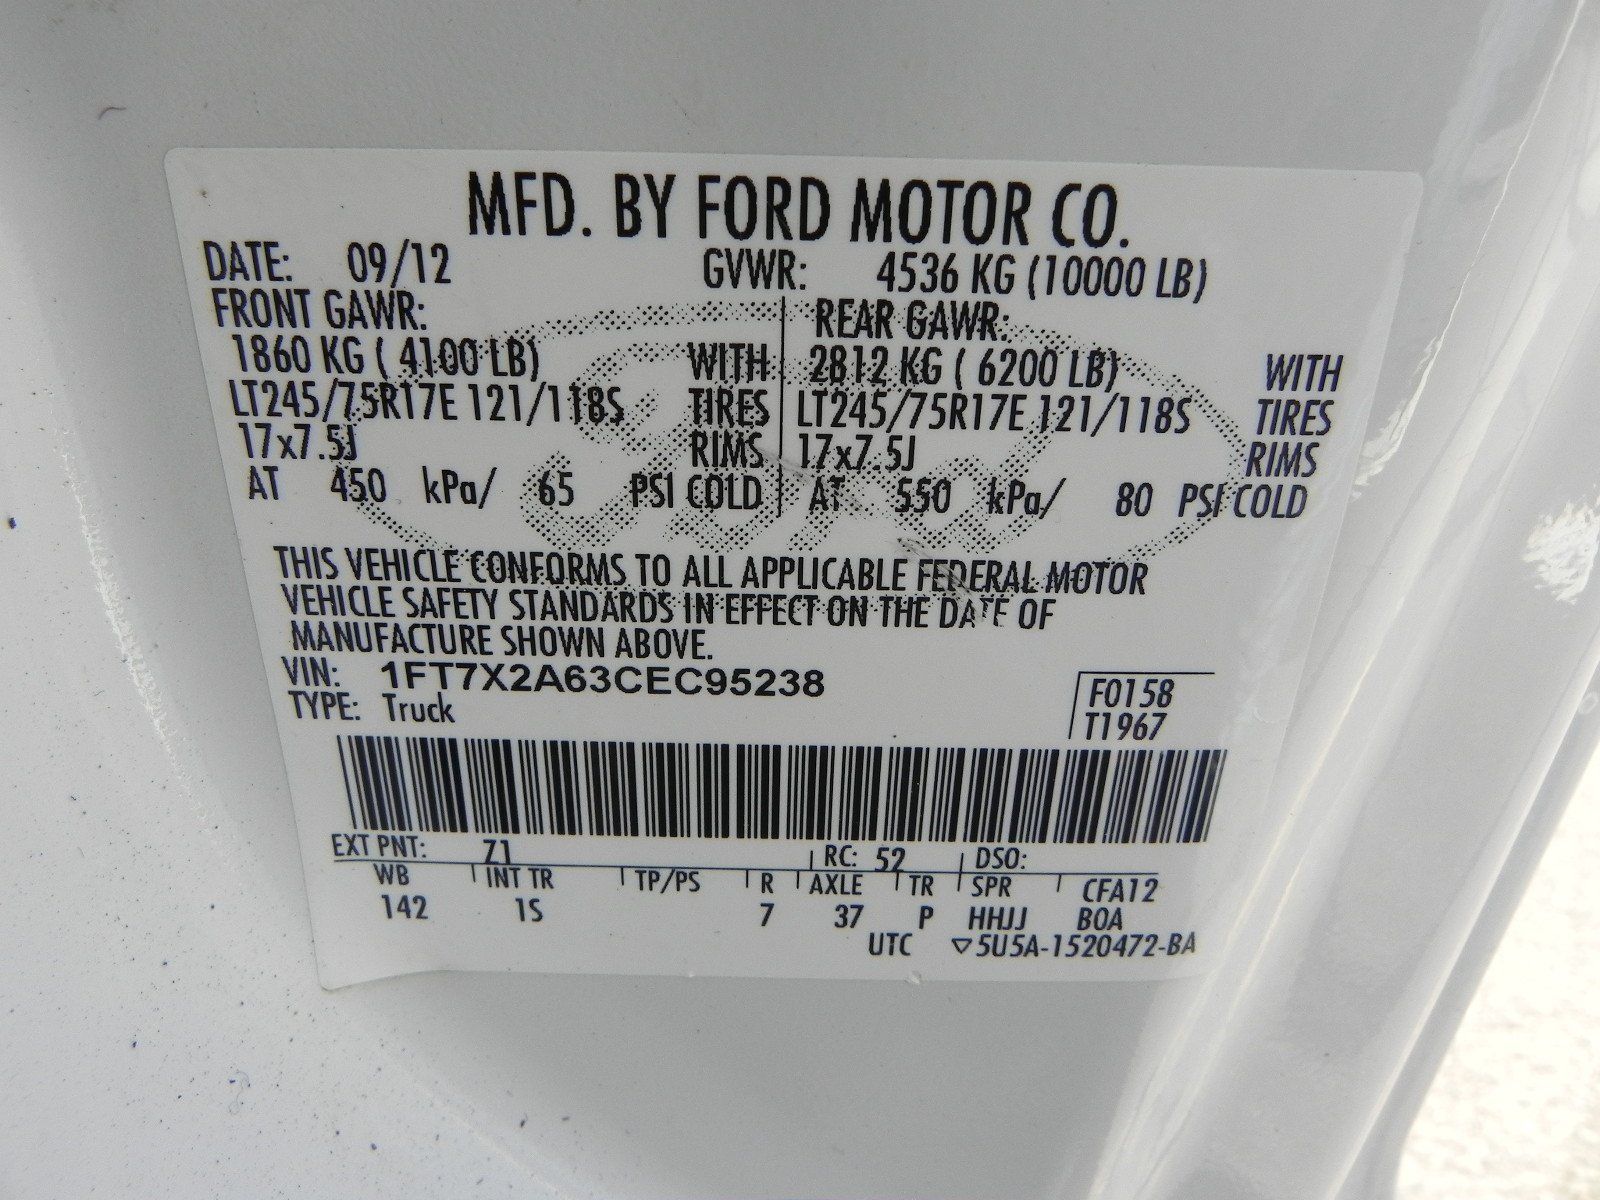 MFD. BY FORD MOTOR CO.
DATE: 09/12 GVWR: 4536 KG (10000 LB)
FRONT GAWR: REAR GAWR:
1860 KG ( 4100 LB) WITH 2812 KG ( 6200 LB) WITH
LT245/75R17E 121/118S TIRES LT245/75R17E 121/118S TIRES
17x7.5J RIMS 17x7.5J RIMS
AT 450 kPa/ 65 PSI COLD AT 550 kPa/ 80 PSI COLD
THIS VEHICLE CONFORMS TO ALL APPLICABLE FEDERAL MOTOR
VEHICLE SAFETY STANDARDS IN EFFECT ON THE DATE OF
MANUFACTURE SHOWN ABOVE.
VIN: 1FT7X2A63CEC95238
TYPE: Truck
F0158
T1967
EXT PNT: Z1 RC: 52 DSO:
WB INT TR TP/PS R AXLE TR SPR CFA12
142 1S 7 37 P HHJJ BOA
UTC ▽5U5A-1520472-BA
Ford